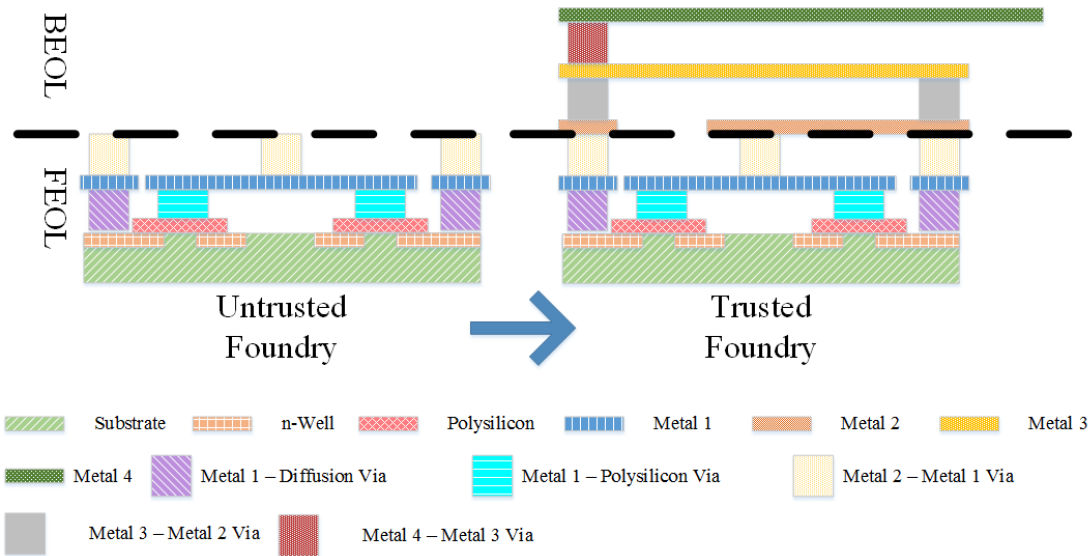 BEOL
FEOL
Untrusted
Foundry
Trusted
Foundry
Substrate
n-Well
Polysilicon
Metal 1
Metal 2
Metal 3
Metal 4
Metal 1 – Diffusion Via
Metal 1 – Polysilicon Via
Metal 2 – Metal 1 Via
Metal 3 – Metal 2 Via
Metal 4 – Metal 3 Via